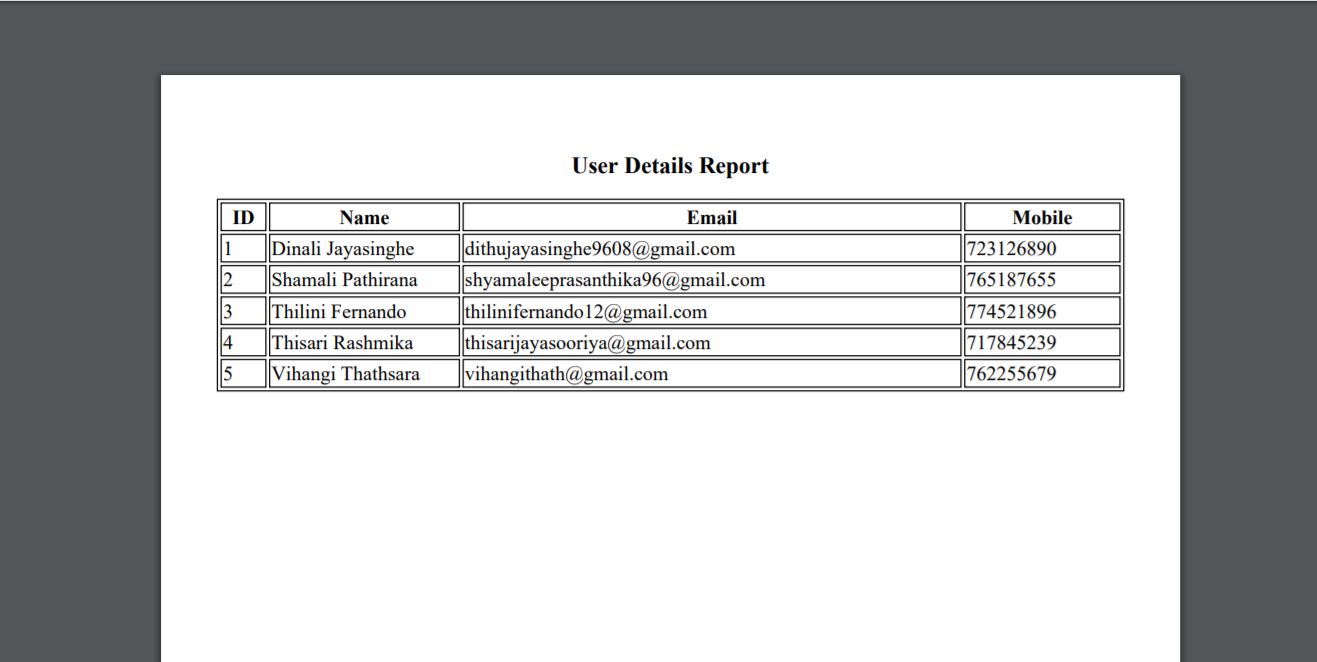 User Details Report
ID Name Email Mobile
1 Dinali Jayasinghe dithujayasinghe9608@gmail.com 723126890
2 Shamali Pathirana shyamaleeprasanthika96@gmail.com 765187655
3 Thilini Fernando thilinifernando12@gmail.com 774521896
4 Thisari Rashmika thisarijayasooriya@gmail.com 717845239
5 Vihangi Thathsara vihangithath@gmail.com 762255679